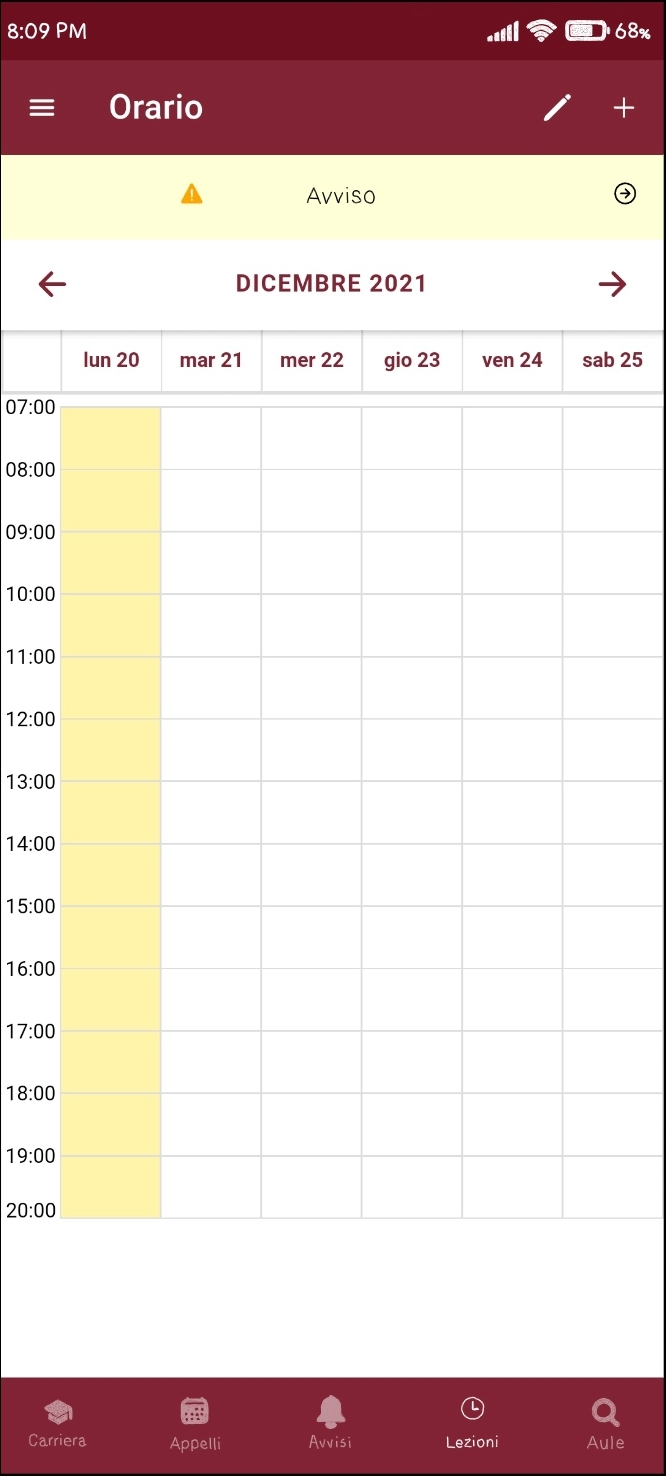 8:09 PM 68%
Orario
Avviso
DICEMBRE 2021
lun 20 mar 21 mer 22 gio 23 ven 24 sab 25
07:00
08:00
09:00
10:00
11:00
12:00
13:00
14:00
15:00
16:00
17:00
18:00
19:00
20:00
Carriera Appelli Avvisi Lezioni Aule